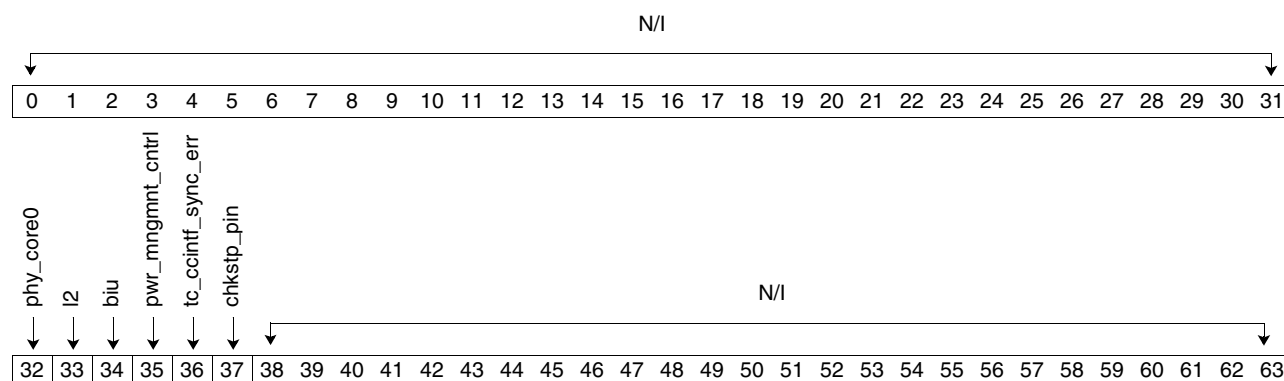 N/I
0 1 2 3 4 5 6 7 8 9 10 11 12 13 14 15 16 17 18 19 20 21 22 23 24 25 26 27 28 29 30 31
phy_core0
l2
biu
pwr_mngmnt_cntrl
tc_ccintf_sync_err
chkstp_pin
N/I
32 33 34 35 36 37 38 39 40 41 42 43 44 45 46 47 48 49 50 51 52 53 54 55 56 57 58 59 60 61 62 63